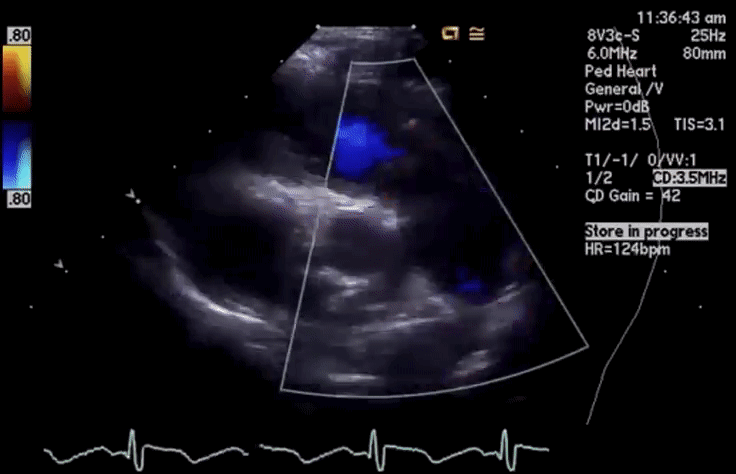 11:36:43 am
.80
8V3c-S 25Hz
6.0MHz 80mm
Ped Heart
General /V
Pwr=0dB
MI2d=1.5 TIS=3.1
T1/-1/ 0/VV:1
1/2 CD:3.5MHz
CD Gain = 42
.80
Store in progress
HR=124bpm